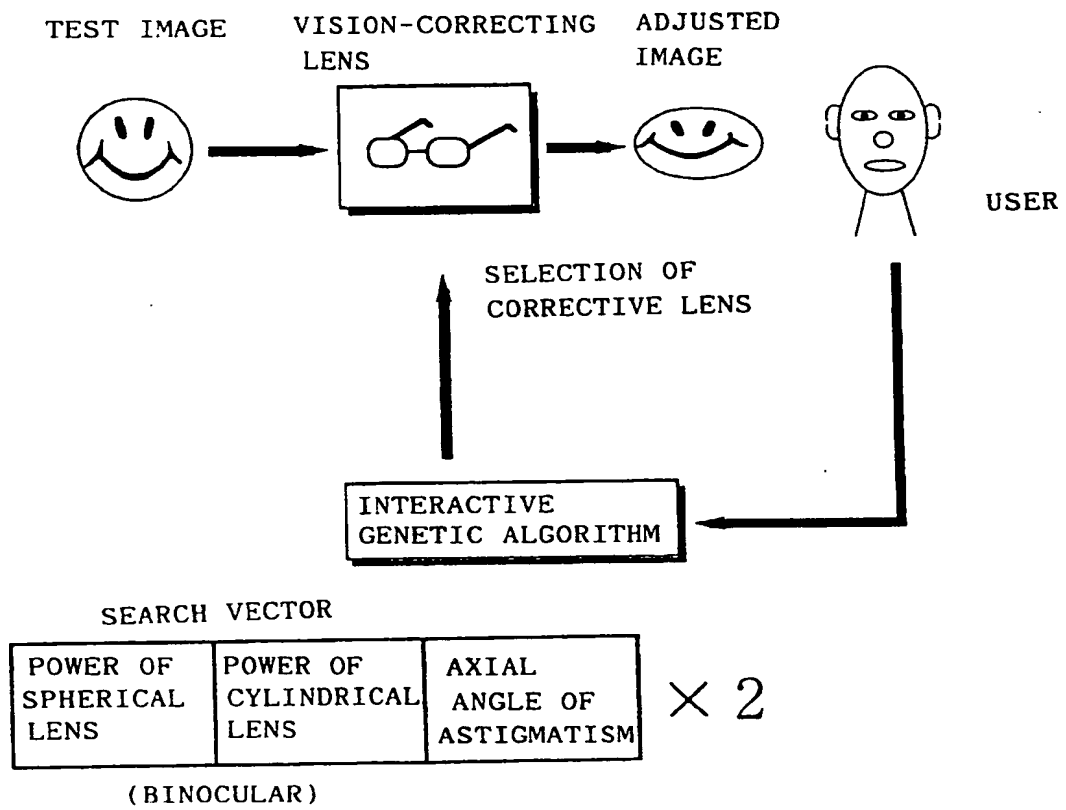 TEST IMAGE
VISION-CORRECTING
LENS
ADJUSTED
IMAGE
USER
SELECTION OF
CORRECTIVE LENS
INTERACTIVE
GENETIC ALGORITHM
SEARCH VECTOR
POWER OF
SPHERICAL
LENS
POWER OF
CYLINDRICAL
LENS
AXIAL
ANGLE OF
ASTIGMATISM
× 2
(BINOCULAR)